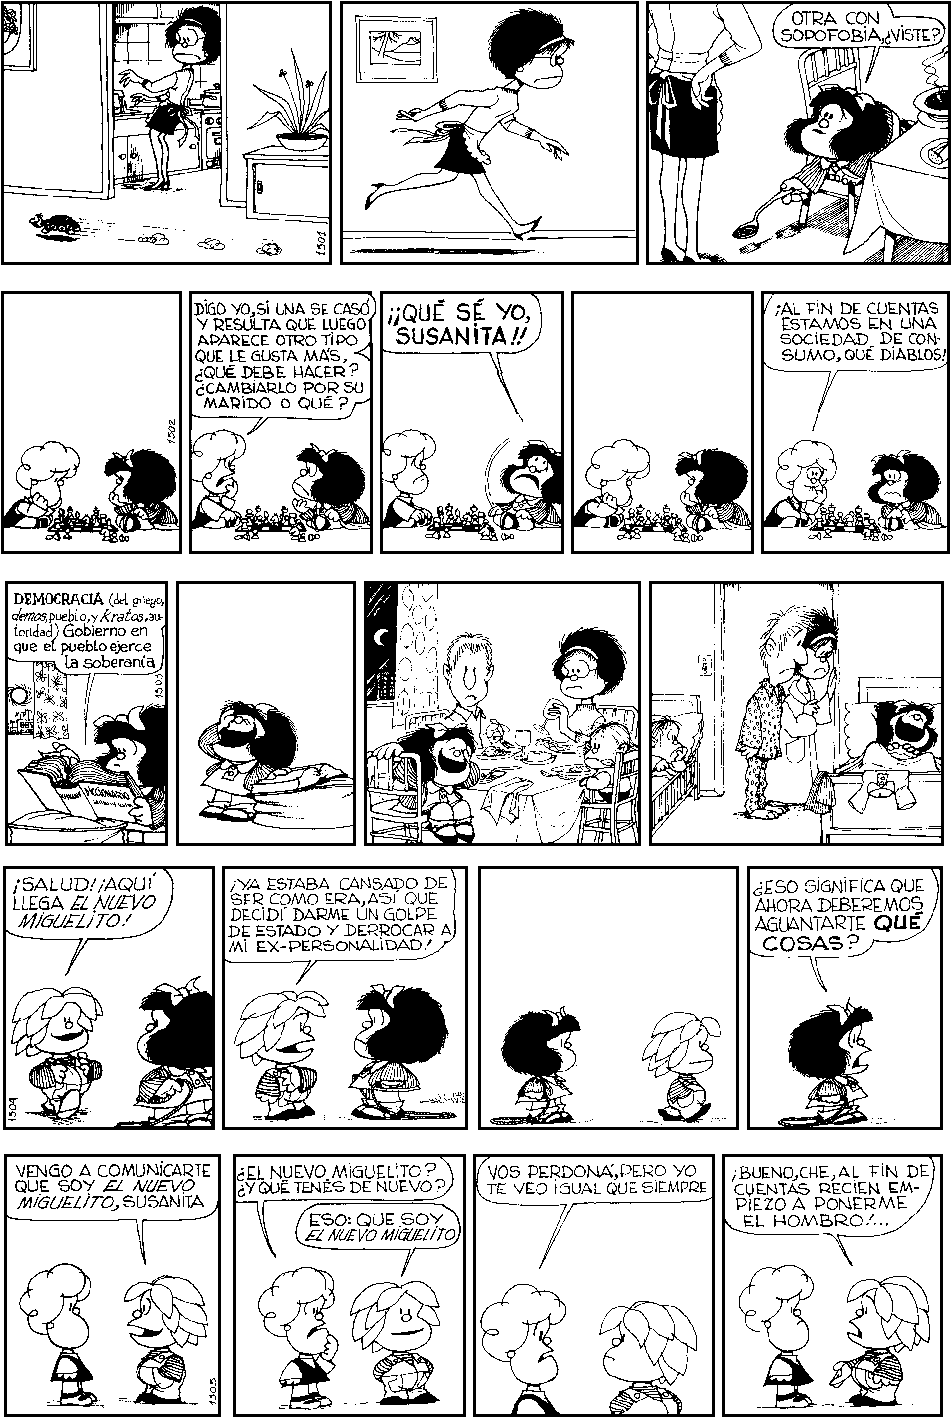 1501
OTRA CON
SOPOFOBÍA,¿VISTE?
1502
DIGO YO, SI UNA SE CASÓ
Y RESULTA QUE LUEGO
APARECE OTRO TIPO
QUE LE GUSTA MÁS,
¿QUÉ DEBE HACER?
¿CAMBIARLO POR SU
MARIDO O QUÉ?
¡¡QUÉ SÉ YO,
SUSANITA!!
¡AL FIN DE CUENTAS
ESTAMOS EN UNA
SOCIEDAD DE CON-
SUMO, QUÉ DIABLOS!
DEMOCRACIA (del griego,
demos, pueblo, y Kratos, au-
toridad) Gobierno en
que el pueblo ejerce
la soberanía
1503
DICCIONARIO
¡SALUD! ¡AQUÍ
LLEGA EL NUEVO
MIGUELITO!
1504
¡YA ESTABA CANSADO DE
SER COMO ERA, ASÍ QUE
DECIDÍ DARME UN GOLPE
DE ESTADO Y DERROCAR A
MI EX-PERSONALIDAD!
¿ESO SIGNIFICA QUE
AHORA DEBEREMOS
AGUANTARTE QUÉ
COSAS?
VENGO A COMUNICARTE
QUE SOY EL NUEVO
MIGUELITO, SUSANITA
1505
¿EL NUEVO MIGUELITO?
¿Y QUÉ TENÉS DE NUEVO?
ESO: QUE SOY
EL NUEVO MIGUELITO
VOS PERDONÁ, PERO YO
TE VEO IGUAL QUE SIEMPRE
¡BUENO, CHE, AL FIN DE
CUENTAS RECIEN EM-
PIEZO A PONERME
EL HOMBRO!...